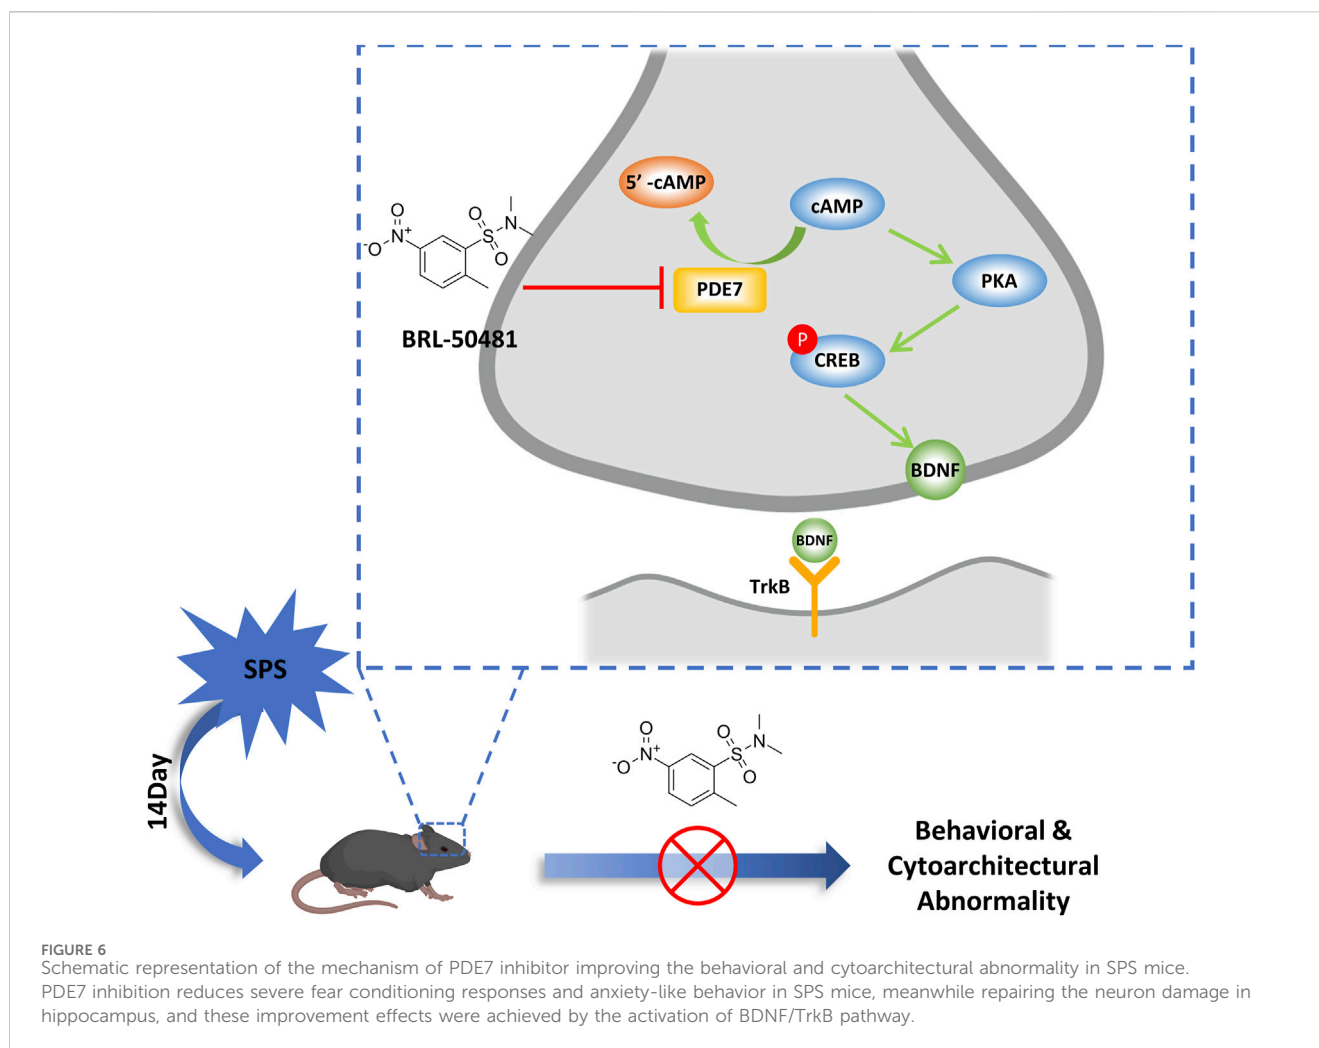 5′ -cAMP
cAMP
PDE7
PKA
P
CREB
BDNF
BDNF
TrkB
O
N+
-O
O
S
O
N
BRL-50481
SPS
14Day
O
N+
-O
O
S
O
N
Behavioral &
Cytoarchitectural
Abnormality
FIGURE 6
Schematic representation of the mechanism of PDE7 inhibitor improving the behavioral and cytoarchitectural abnormality in SPS mice.
PDE7 inhibition reduces severe fear conditioning responses and anxiety-like behavior in SPS mice, meanwhile repairing the neuron damage in
hippocampus, and these improvement effects were achieved by the activation of BDNF/TrkB pathway.